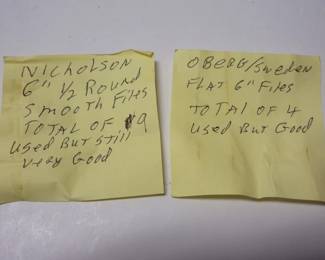 Nicholson
6" 1/2 Round
Smooth Files
Total of 9
Used But Still
Very Good
OBERG/Sweden
Flat 6" Files
Total of 4
Used But Good